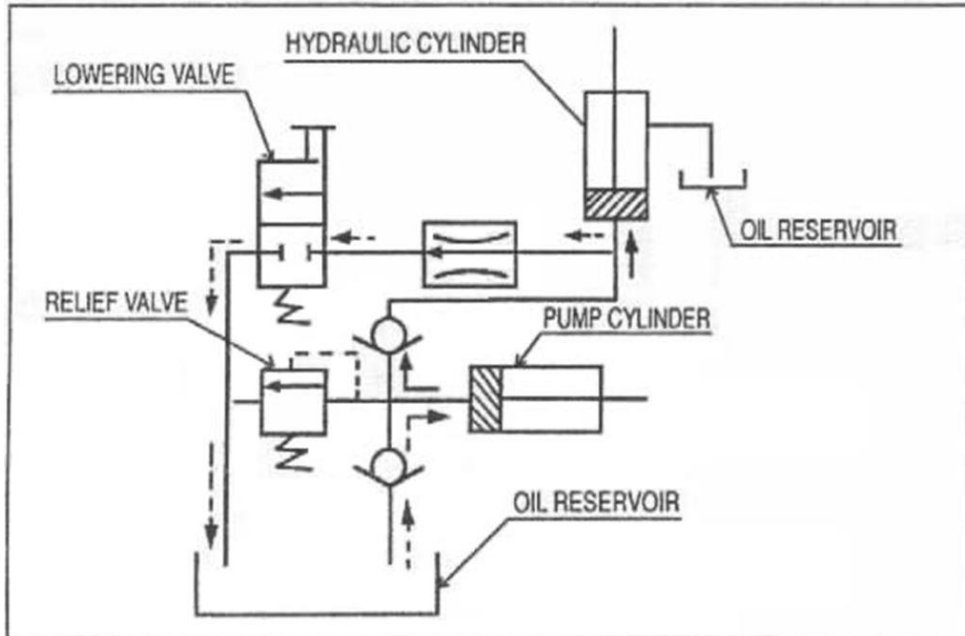 HYDRAULIC CYLINDER
LOWERING VALVE
OIL RESERVOIR
RELIEF VALVE
PUMP CYLINDER
OIL RESERVOIR